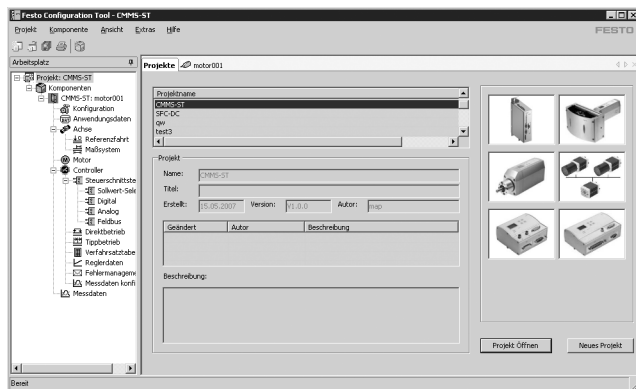 Festo Configuration Tool - CMMS-ST
Projekt Komponente Ansicht Extras Hilfe
FESTO
Arbeitsplatz
Projekte motor001
Projekt: CMMS-ST
Komponenten
CMMS-ST: motor001
Konfiguration
Anwendungsdaten
Achse
Referenzfahrt
Maßsystem
Motor
Controller
Steuerschnittste
Sollwert-Sele
Digital
Analog
Feldbus
Direktbetrieb
Tippbetrieb
Verfahrsatztabe
Reglerdaten
Fehlermanageme
Messdaten konfi
Messdaten
Projektname
CMMS-ST
SFC-DC
qw
test3
Projekt
Name: CMMS-ST
Titel:
Erstellt: 15.05.2007 Version: V1.0.0 Autor: map
Geändert Autor Beschreibung
Beschreibung:
Projekt Öffnen Neues Projekt
Bereit